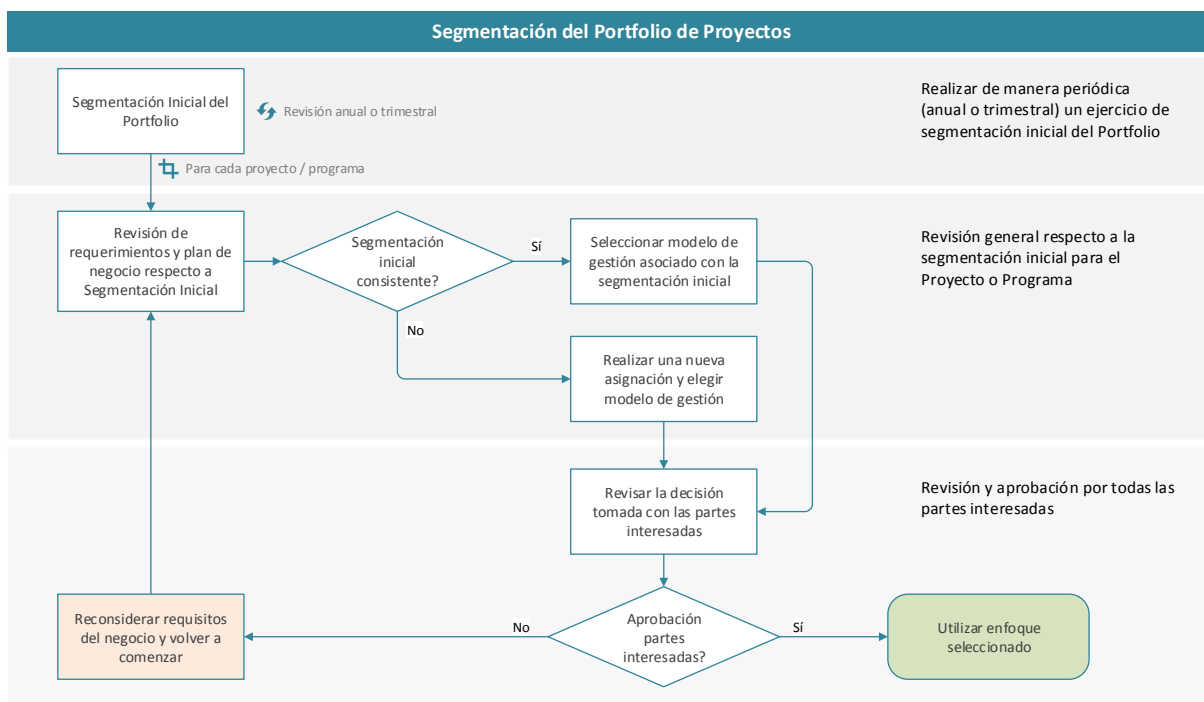 Segmentación del Portfolio de Proyectos
Segmentación Inicial del
Portfolio
Revisión anual o trimestral
Realizar de manera periódica
(anual o trimestral) un ejercicio de
segmentación inicial del Portfolio
Para cada proyecto / programa
Revisión de
requerimientos y plan de
negocio respecto a
Segmentación Inicial
Segmentación
inicial
consistente?
Sí
Seleccionar modelo de
gestión asociado con la
segmentación inicial
Revisión general respecto a la
segmentación inicial para el
Proyecto o Programa
No
Realizar una nueva
asignación y elegir
modelo de gestión
Revisar la decisión
tomada con las partes
interesadas
Revisión y aprobación por todas las
partes interesadas
Reconsiderar requisitos
del negocio y volver a
comenzar
No
Aprobación
partes
interesadas?
Sí
Utilizar enfoque
seleccionado